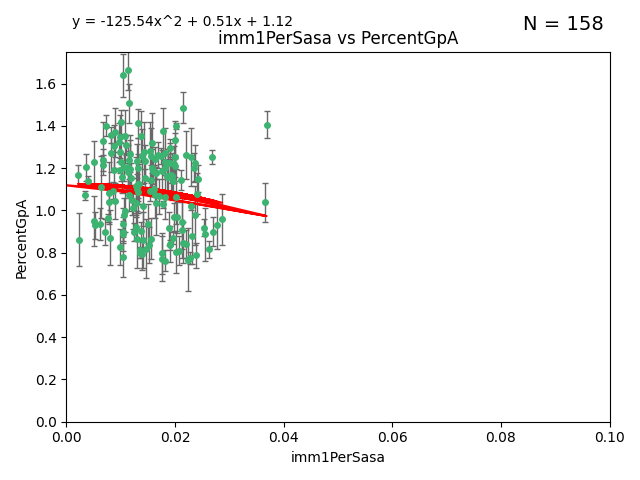 y = -125.54x^2 + 0.51x + 1.12
N = 158
imm1PerSasa vs PercentGpA
PercentGpA
1.6
1.4
1.2
1.0
0.8
0.6
0.4
0.2
0.0
0.00 0.02 0.04 0.06 0.08 0.10
imm1PerSasa